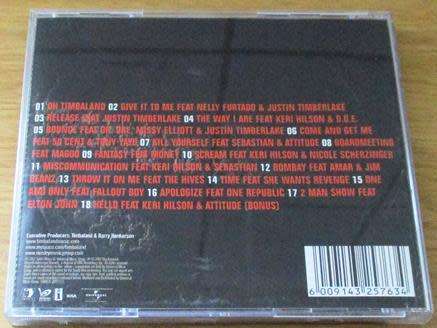 01 OH TIMBALAND 02 GIVE IT TO ME FEAT NELLY FURTADO & JUSTIN TIMBERLAKE
03 RELEASE FEAT JUSTIN TIMBERLAKE 04 THE WAY I ARE FEAT KERI HILSON & D.O.E.
05 BOUNCE FEAT DR. DRE, MISSY ELLIOTT & JUSTIN TIMBERLAKE 06 COME AND GET ME
FEAT 50 CENT & TONY YAYO 07 KILL YOURSELF FEAT SEBASTIAN & ATTITUDE 08 BOARDMEETING
FEAT MAGOO 09 FANTASY FEAT MONEY 10 SCREAM FEAT KERI HILSON & NICOLE SCHERZINGER
11 MISCOMMUNICATION FEAT KERI HILSON & SEBASTIAN 12 BOMBAY FEAT AMAR & JIM
BEANZ 13 THROW IT ON ME FEAT THE HIVES 14 TIME FEAT SHE WANTS REVENGE 15 ONE
AND ONLY FEAT FALLOUT BOY 16 APOLOGIZE FEAT ONE REPUBLIC 17 2 MAN SHOW FEAT
ELTON JOHN 18 HELLO FEAT KERI HILSON & ATTITUDE (BONUS)
Executive Producers: Timbaland & Barry Hankerson
www.timbalandmusic.com
UNIVERSAL
6 009143 257634